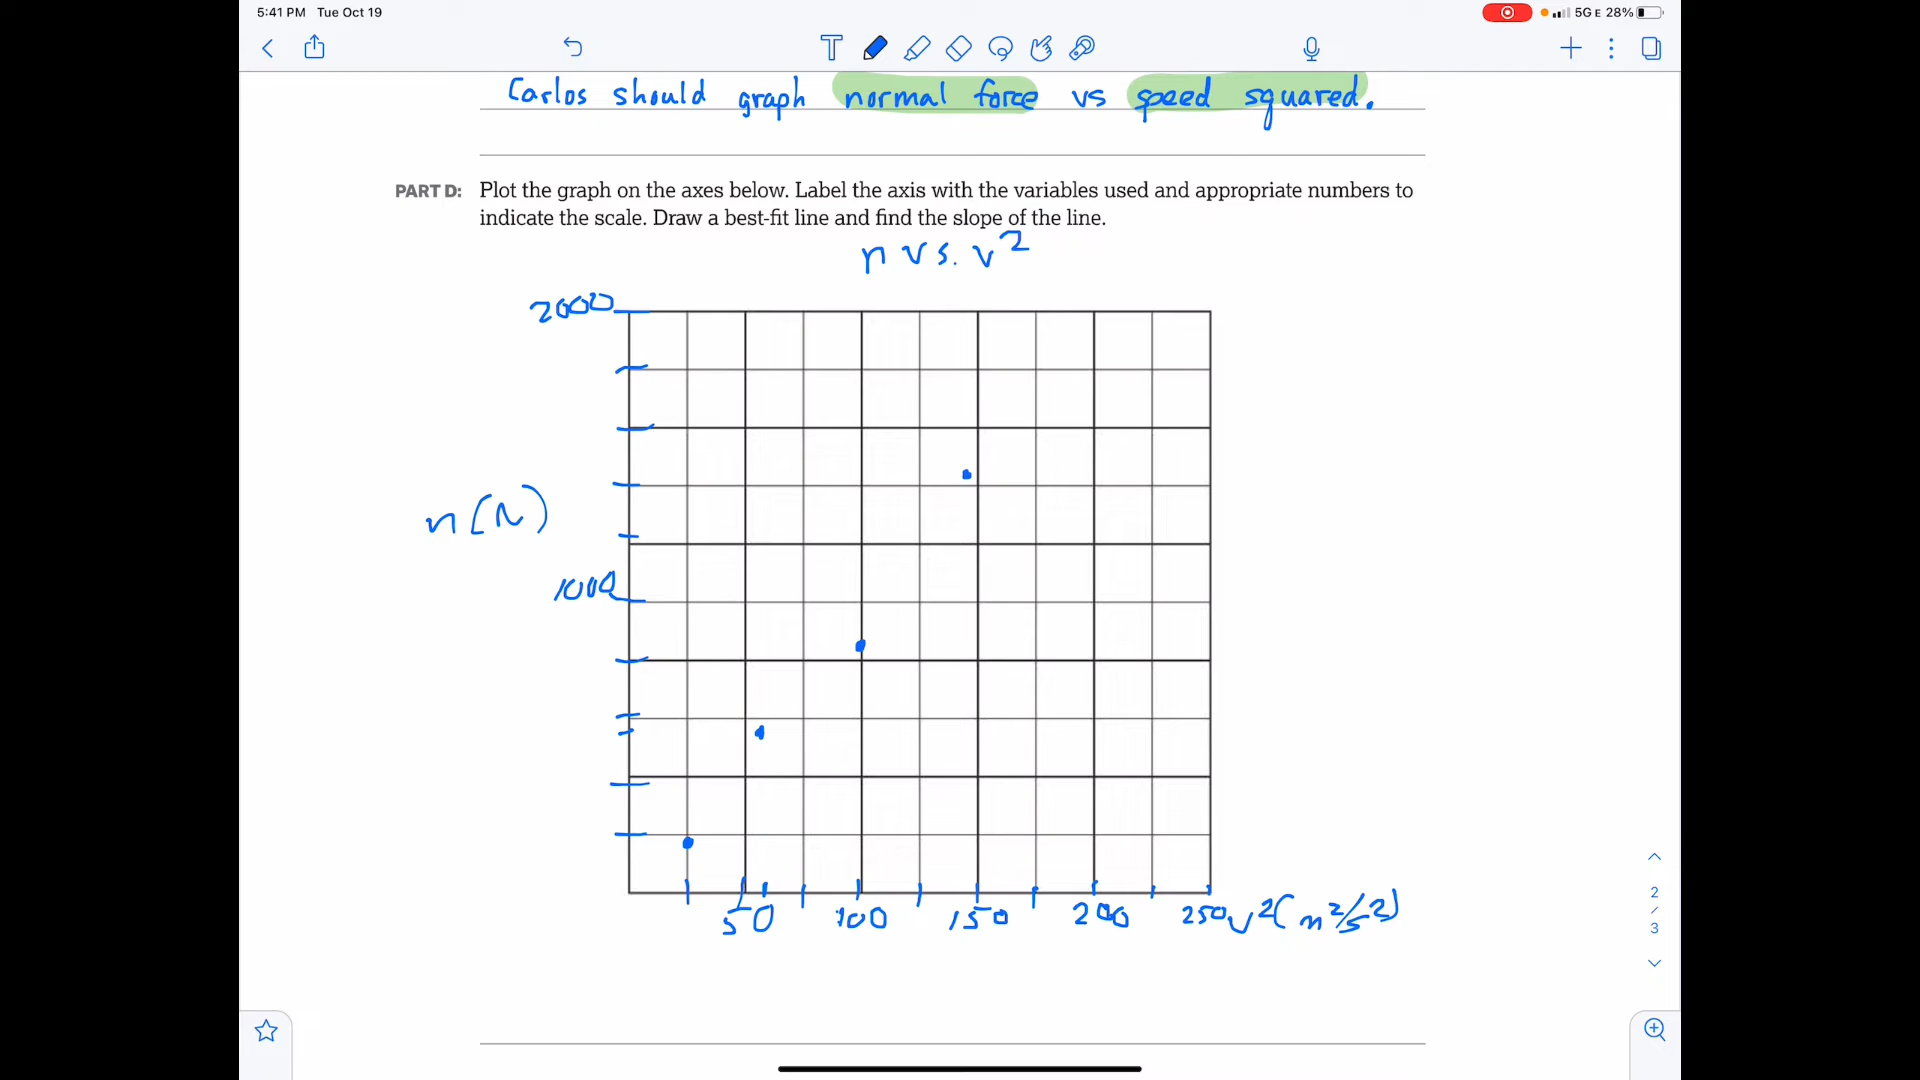 5:41 PM Tue Oct 19
5G E 28%
T
Carlos should graph normal force vs speed squared.
PART D: Plot the graph on the axes below. Label the axis with the variables used and appropriate numbers to
indicate the scale. Draw a best-fit line and find the slope of the line.
n vs. v²
2000
n (N)
1000
50 100 150 200 250 v² (m²/s²)
2
/
3